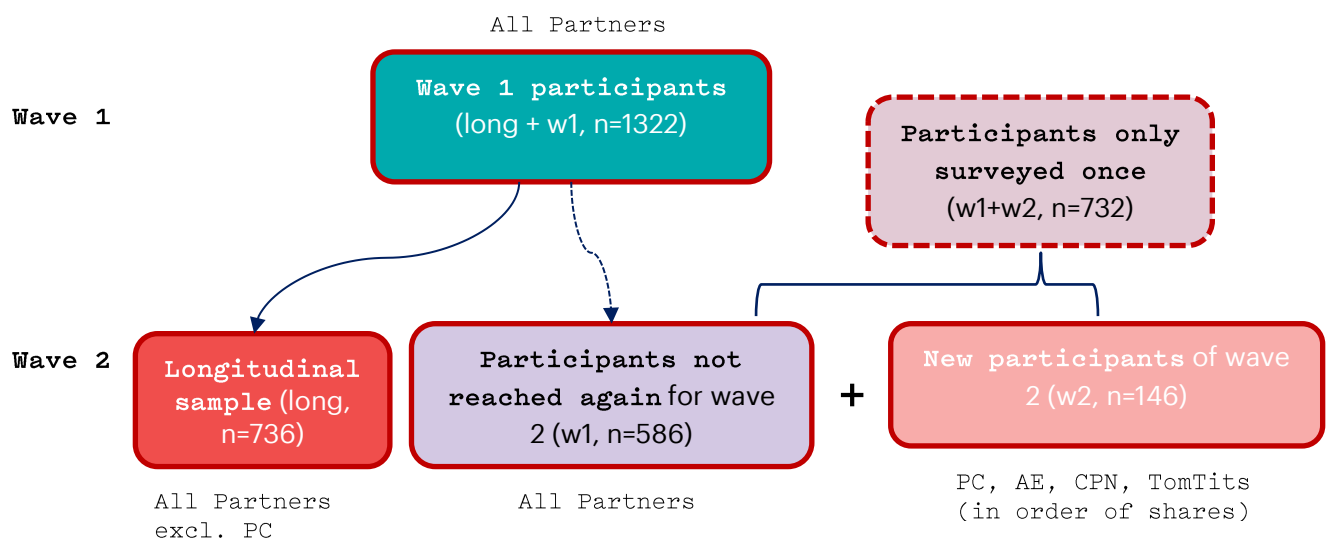 All Partners
Wave 1
Wave 1 participants
(long + w1, n=1322)
Participants only
surveyed once
(w1+w2, n=732)
Wave 2
Longitudinal
sample (long,
n=736)
Participants not
reached again for wave
2 (w1, n=586)
+
New participants of wave
2 (w2, n=146)
All Partners
excl. PC
All Partners
PC, AE, CPN, TomTits
(in order of shares)